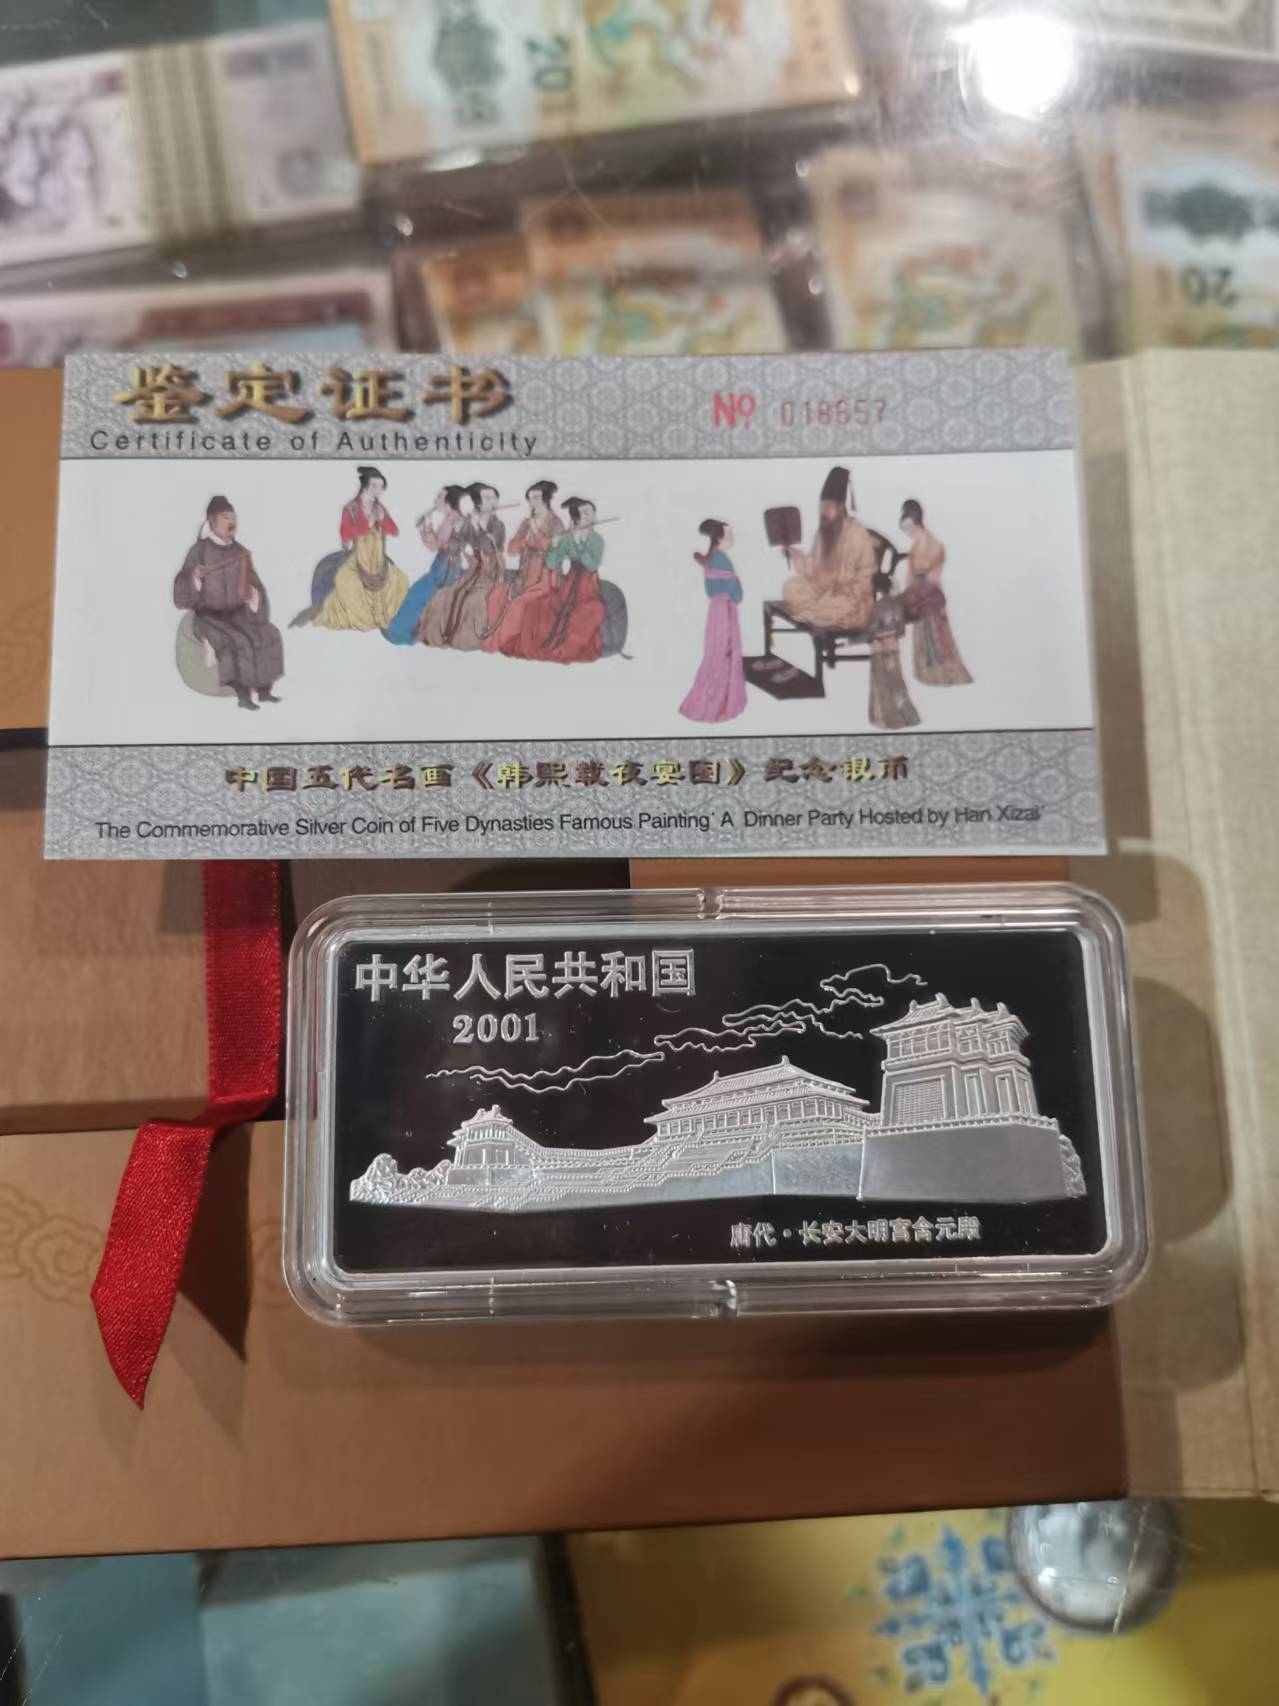 20
20
鉴定证书
Certificate of Authenticity
No 018657
中国五代名画《韩熙载夜宴图》纪念银币
The Commemorative Silver Coin of Five Dynasties Famous Painting' A Dinner Party Hosted by Han Xizai'
中华人民共和国
2001
唐代·长安大明宫含元殿